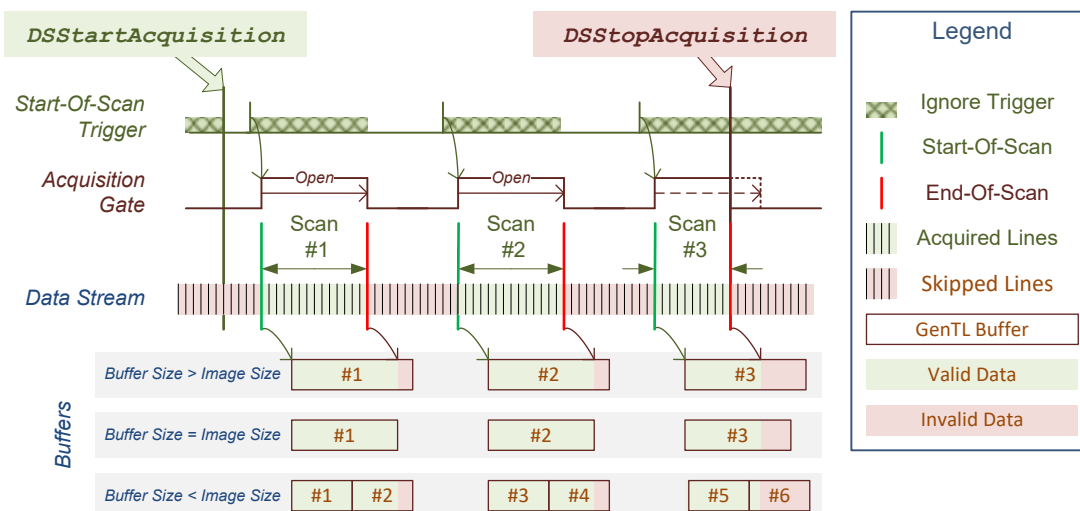 DSStartAcquisition
DSStopAcquisition
Legend
Start-Of-Scan
Trigger
Ignore Trigger
Start-Of-Scan
Acquisition
Gate
Open
Open
End-Of-Scan
Scan
#1
Scan
#2
Scan
#3
Acquired Lines
Data Stream
Skipped Lines
GenTL Buffer
Buffers
Buffer Size > Image Size
#1
#2
#3
Valid Data
Invalid Data
Buffer Size = Image Size
#1
#2
#3
Buffer Size < Image Size
#1
#2
#3
#4
#5
#6